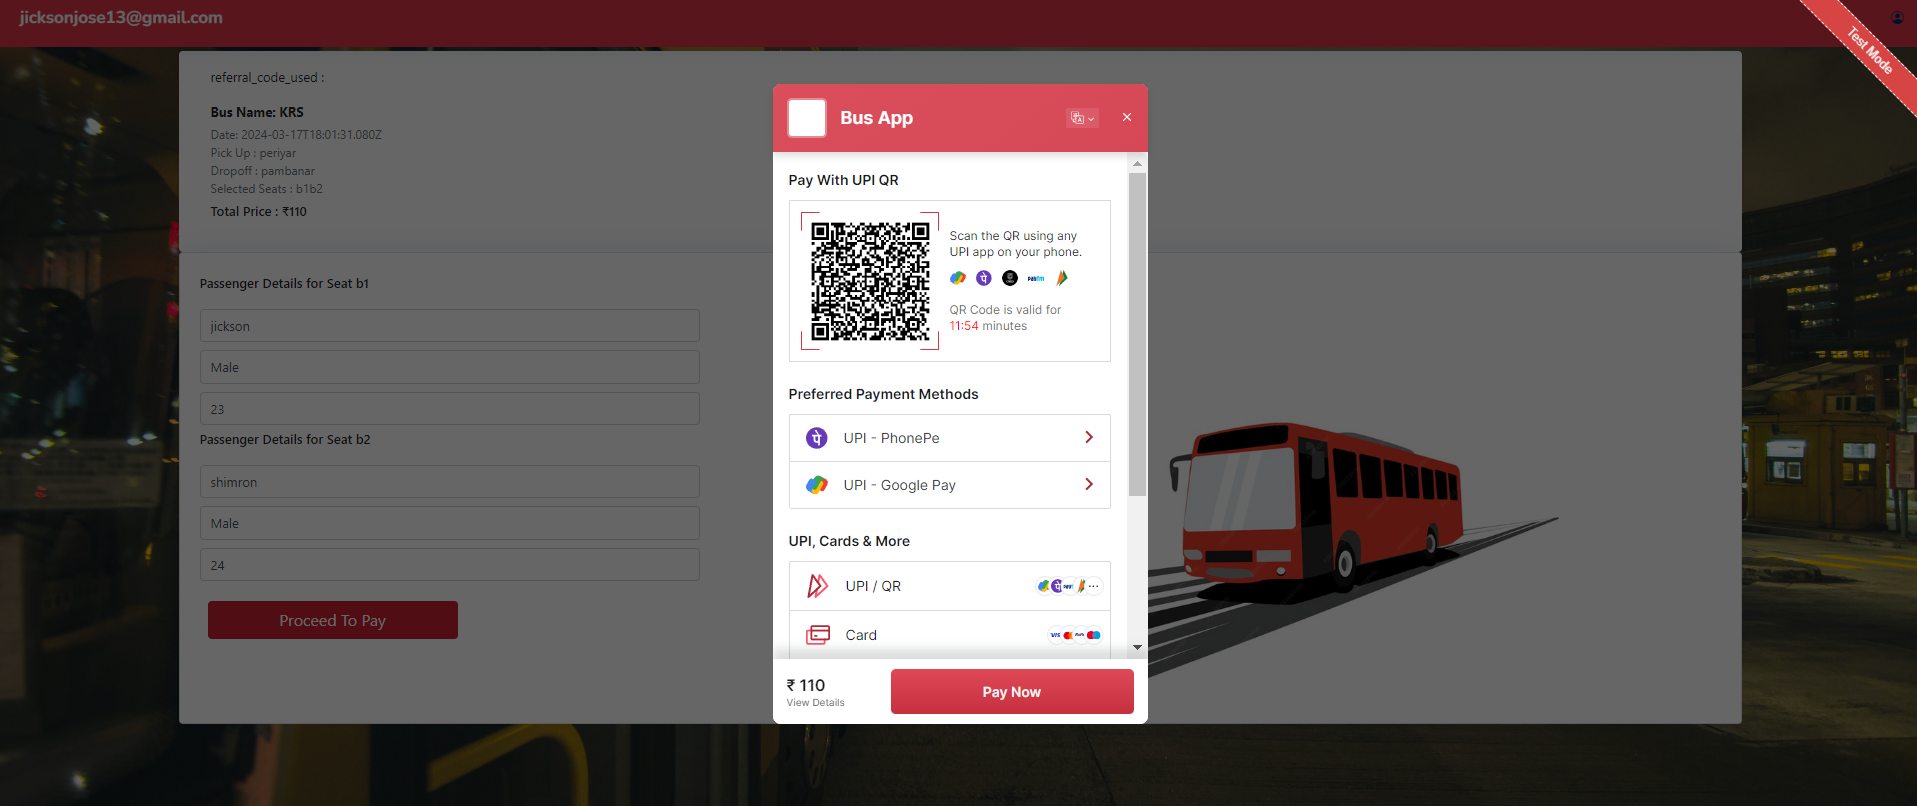 jicksonjose13@gmail.com
Test Mode
referral_code_used :
Bus Name: KRS
Date: 2024-03-17T18:01:31.080Z
Pick Up : periyar
Dropoff : pambanar
Selected Seats : b1b2
Total Price : ₹110
Passenger Details for Seat b1
jickson
Male
23
Passenger Details for Seat b2
shimron
Male
24
Proceed To Pay
Bus App
Pay With UPI QR
Scan the QR using any
UPI app on your phone.
paytm
QR Code is valid for
11:54 minutes
Preferred Payment Methods
UPI - PhonePe
UPI - Google Pay
UPI, Cards & More
UPI / QR
Card
VISA
₹ 110
View Details
Pay Now